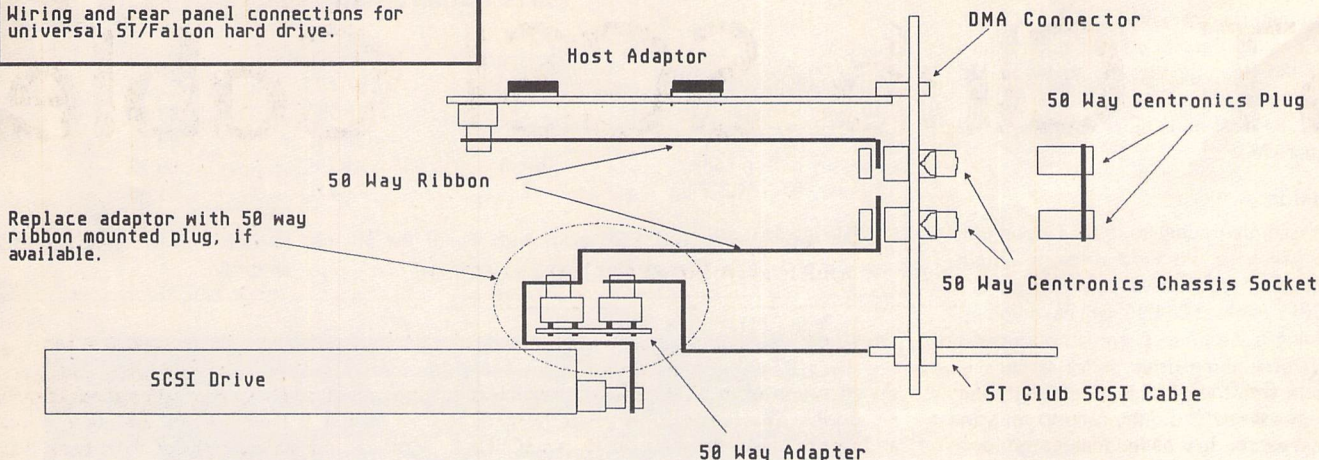 Wiring and rear panel connections for
universal ST/Falcon hard drive.
DMA Connector
Host Adaptor
50 Way Centronics Plug
50 Way Ribbon
Replace adaptor with 50 way
ribbon mounted plug, if
available.
50 Way Centronics Chassis Socket
SCSI Drive
ST Club SCSI Cable
50 Way Adapter